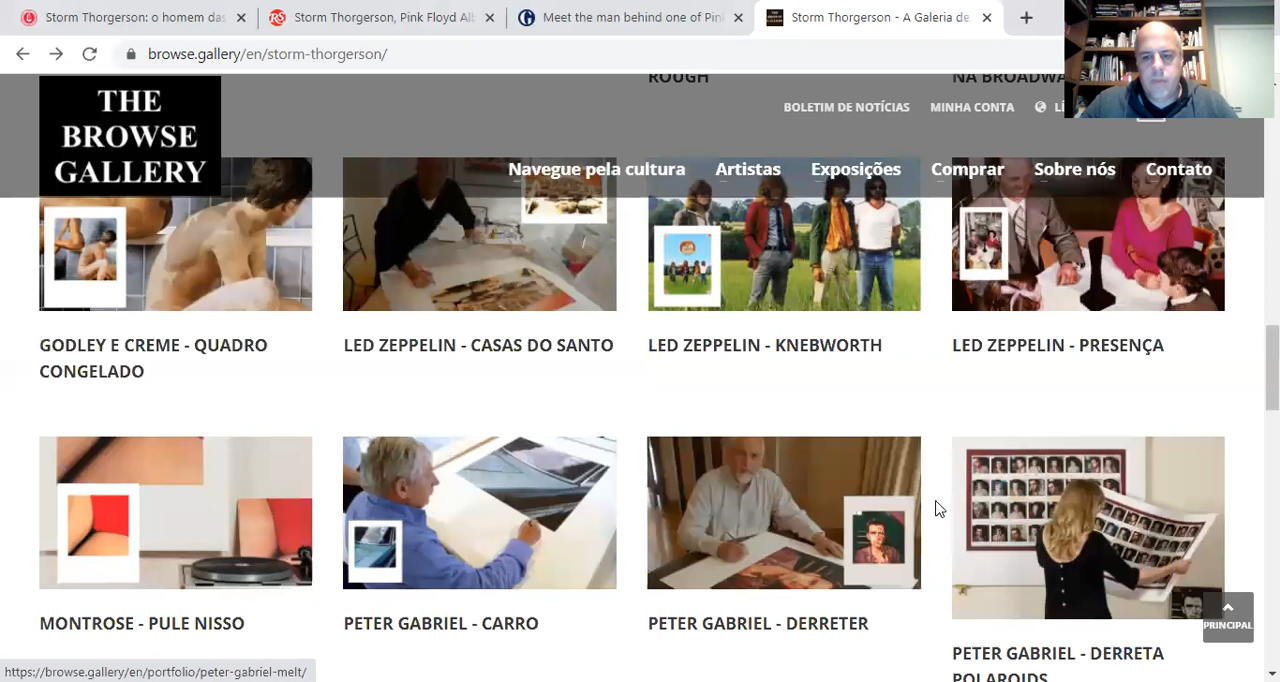 Storm Thorgerson: o homem das
Storm Thorgerson, Pink Floyd Alb
Meet the man behind one of Pin
Storm Thorgerson - A Galeria de
browse.gallery/en/storm-thorgerson/
ROUGH
NA BROADWA
THE
BROWSE
GALLERY
BOLETIM DE NOTÍCIAS
MINHA CONTA
Navegue pela cultura
Artistas
Exposições
Comprar
Sobre nós
Contato
GODLEY E CREME - QUADRO
CONGELADO
LED ZEPPELIN - CASAS DO SANTO
LED ZEPPELIN - KNEBWORTH
LED ZEPPELIN - PRESENÇA
MONTROSE - PULE NISSO
PETER GABRIEL - CARRO
PETER GABRIEL - DERRETER
PETER GABRIEL - DERRETA
POLAROIDS
PRINCIPAL
https://browse.gallery/en/portfolio/peter-gabriel-melt/